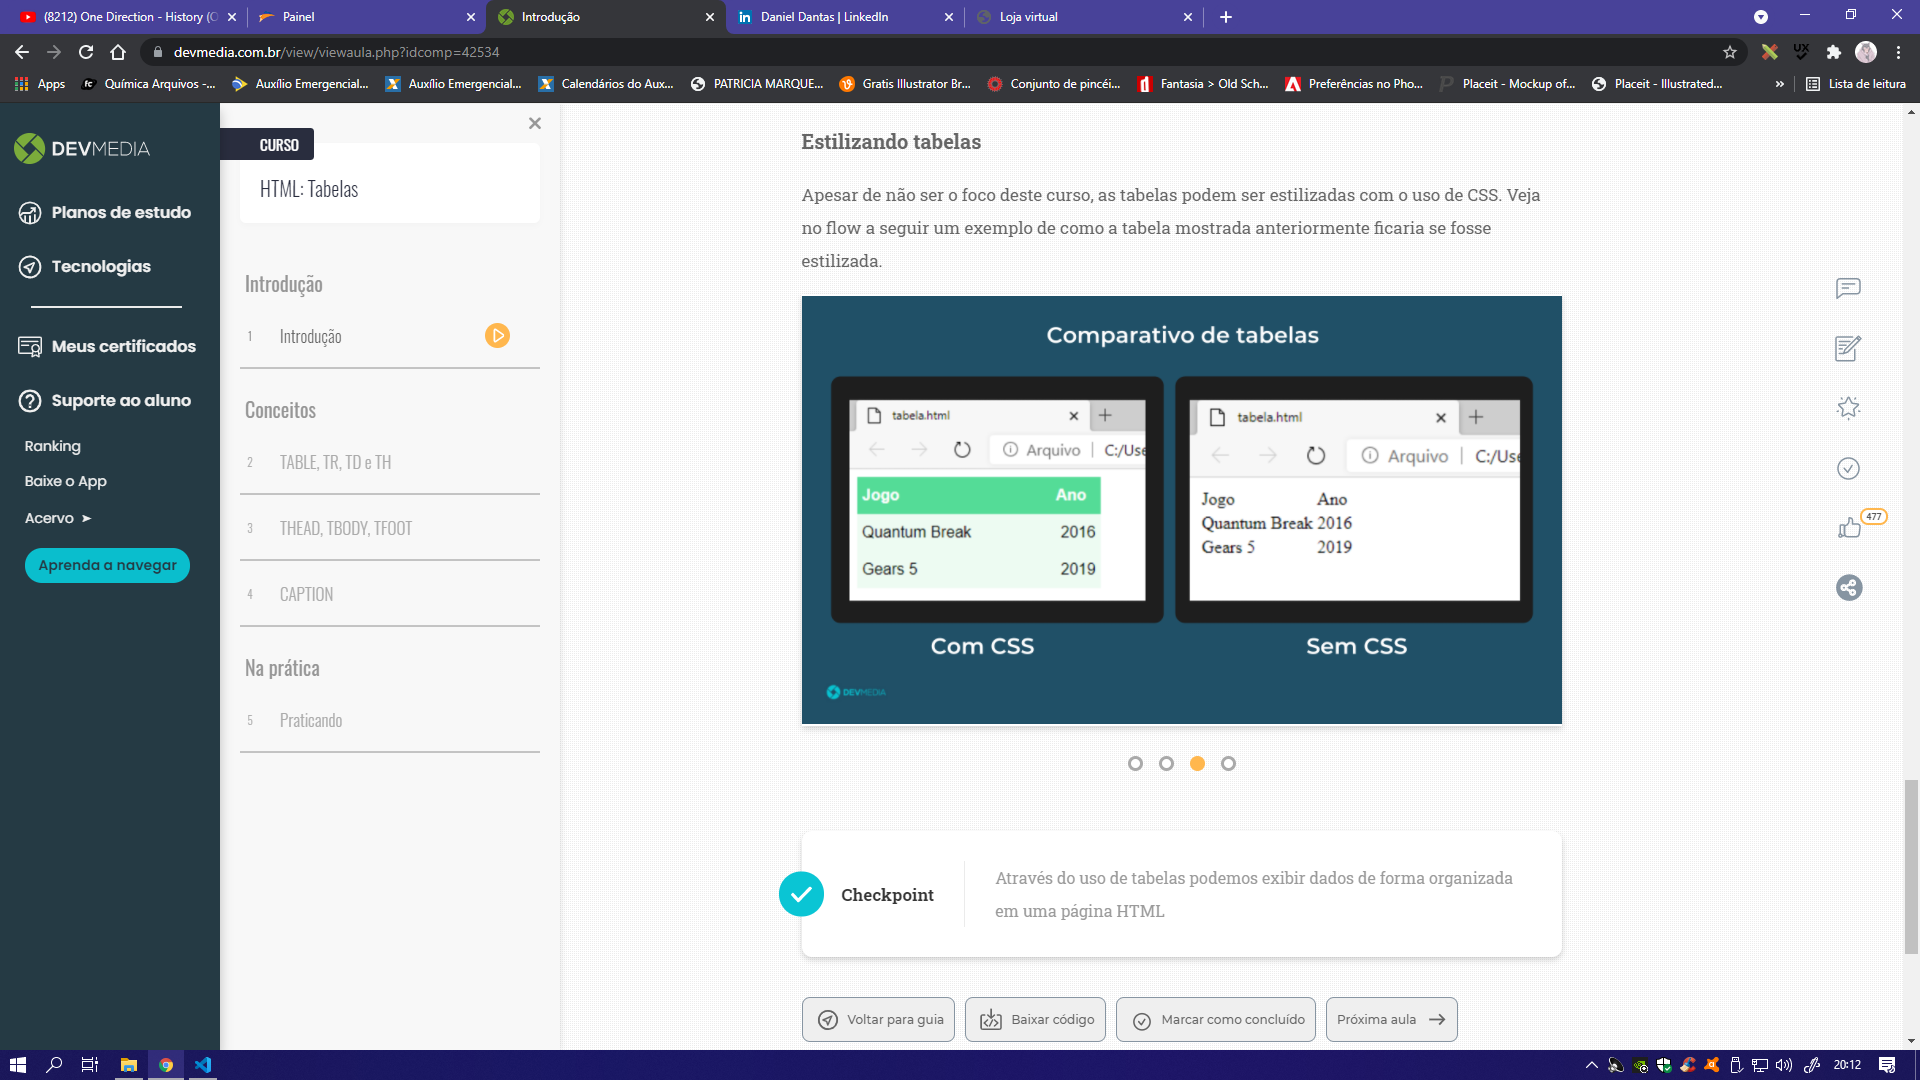 (8212) One Direction - History (O
Painel
Introdução
Daniel Dantas | LinkedIn
Loja virtual
devmedia.com.br/view/viewaula.php?idcomp=42534
Apps
Química Arquivos -...
Auxílio Emergencial...
Auxílio Emergencial...
Calendários do Aux...
PATRICIA MARQUE...
Gratis Illustrator Br...
Conjunto de pincéi...
Fantasia > Old Sch...
Preferências no Pho...
Placeit - Mockup of...
Placeit - Illustrated...
»
Lista de leitura
DEVMEDIA
Planos de estudo
Tecnologias
Meus certificados
Suporte ao aluno
Ranking
Baixe o App
Acervo ➤
Aprenda a navegar
CURSO
HTML: Tabelas
Introdução
1 Introdução
Conceitos
2 TABLE, TR, TD e TH
3 THEAD, TBODY, TFOOT
4 CAPTION
Na prática
5 Praticando
Estilizando tabelas
Apesar de não ser o foco deste curso, as tabelas podem ser estilizadas com o uso de CSS. Veja
no flow a seguir um exemplo de como a tabela mostrada anteriormente ficaria se fosse
estilizada.
Comparativo de tabelas
tabela.html
Arquivo | C:/Use
Jogo Ano
Quantum Break 2016
Gears 5 2019
Com CSS
tabela.html
Arquivo | C:/Use
Jogo Ano
Quantum Break 2016
Gears 5 2019
Sem CSS
DEVMEDIA
477
Checkpoint
Através do uso de tabelas podemos exibir dados de forma organizada
em uma página HTML
Voltar para guia
Baixar código
Marcar como concluído
Próxima aula
20:12